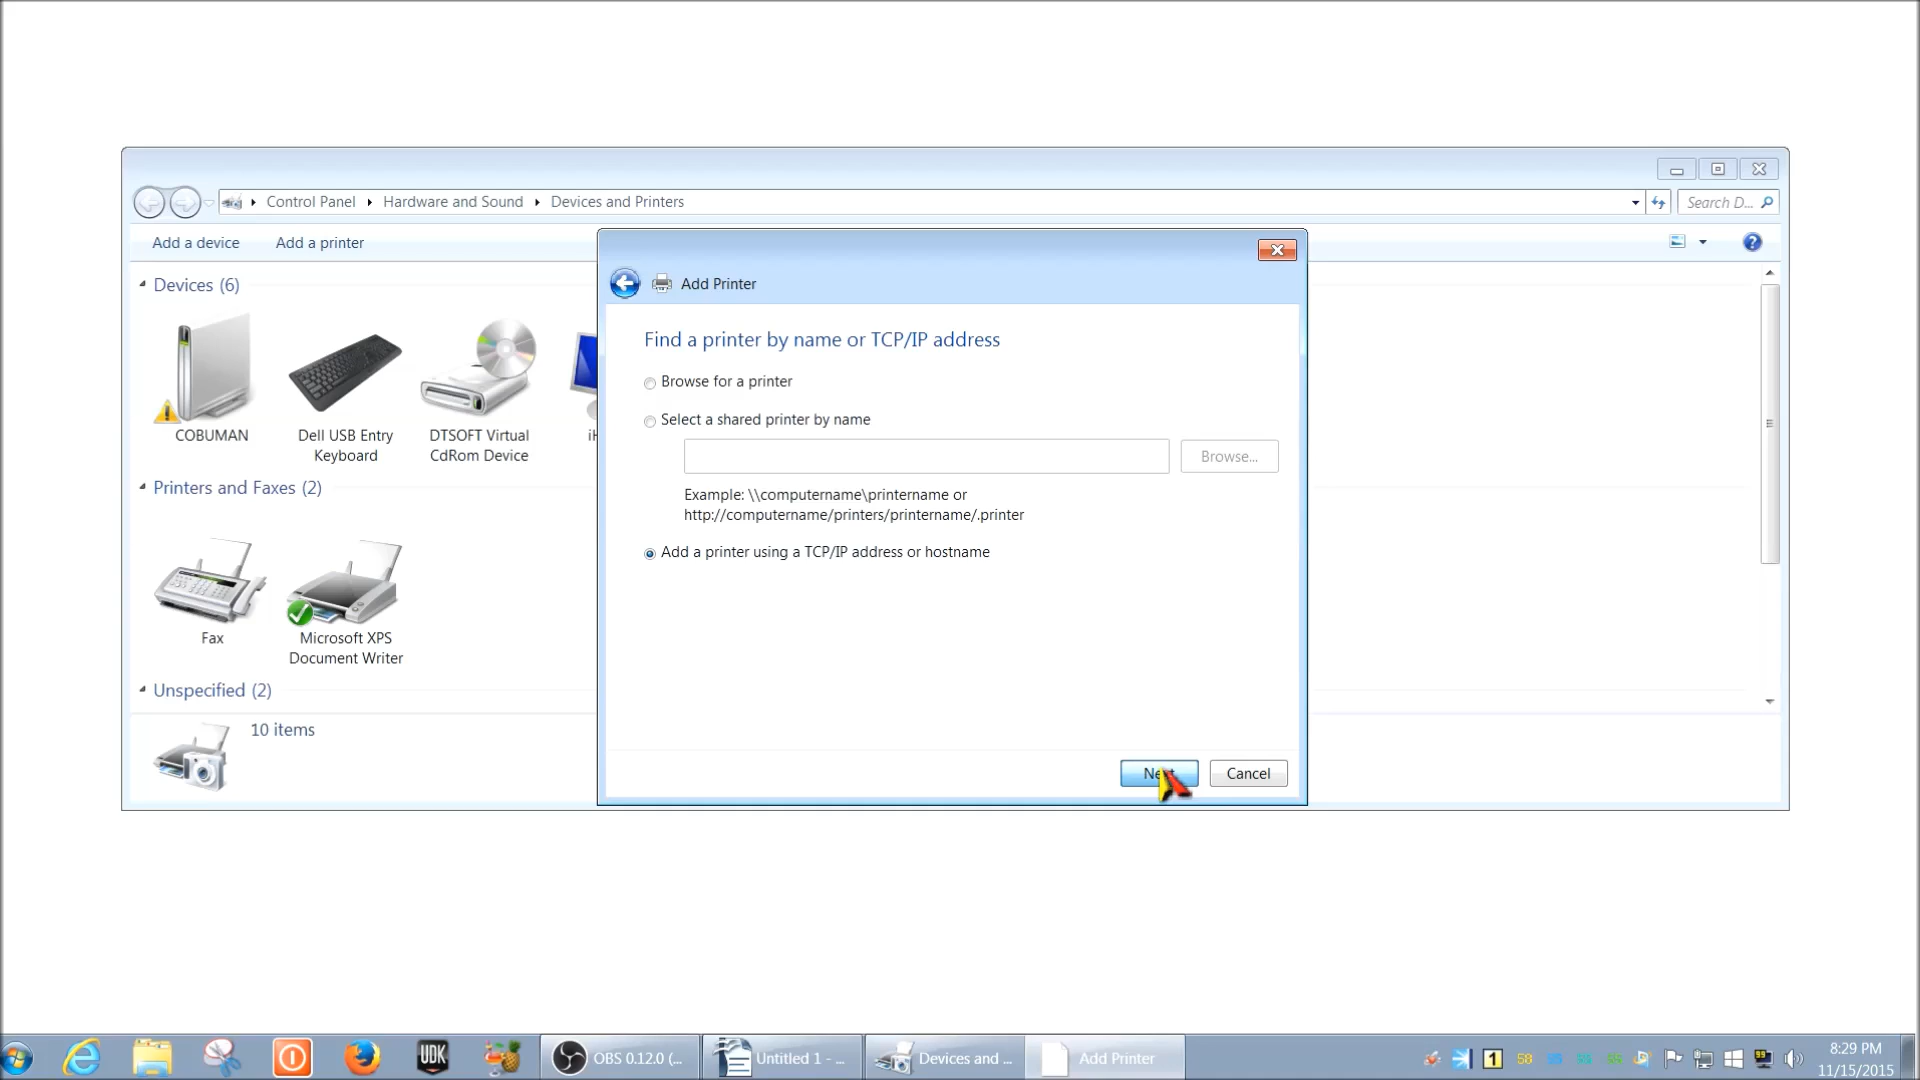 Control Panel
Hardware and Sound
Devices and Printers
Search D...
Add a device
Add a printer
Devices (6)
COBUMAN
Dell USB Entry
Keyboard
DTSOFT Virtual
CdRom Device
Printers and Faxes (2)
Fax
Microsoft XPS
Document Writer
Unspecified (2)
10 items
Add Printer
Find a printer by name or TCP/IP address
Browse for a printer
Select a shared printer by name
Browse...
Example: \\computername\printername or
http://computername/printers/printername/.printer
Add a printer using a TCP/IP address or hostname
Cancel
UDK
OBS 0.12.0 (...
Untitled 1 - ...
Devices and ...
Add Printer
1
58
99
8:29 PM
11/15/2015